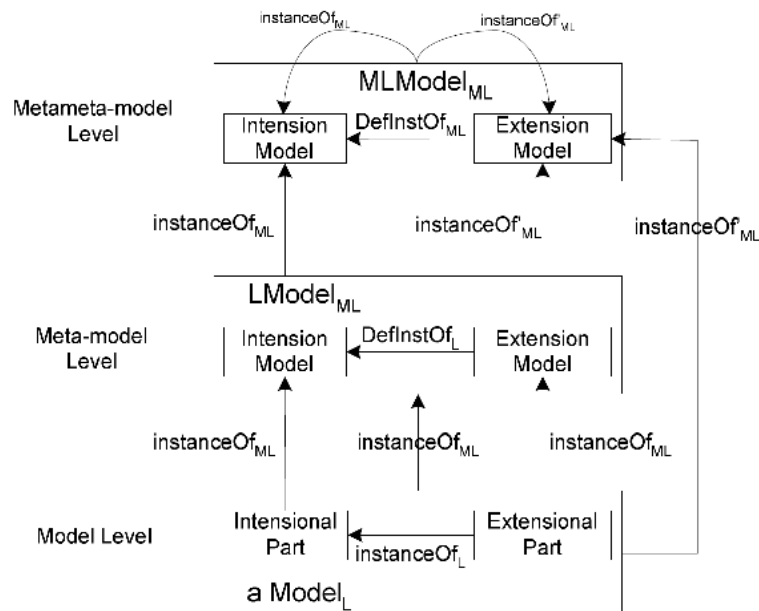 instanceOf_ML
instanceOf'_ML
MLModel_ML
Metameta-model
Level
Intension
Model
DefInstOf_ML
Extension
Model
instanceOf_ML
instanceOf'_ML
instanceOf'_ML
LModel_ML
Meta-model
Level
Intension
Model
DefInstOf_L
Extension
Model
instanceOf_ML
instanceOf_ML
instanceOf_ML
Model Level
Intensional
Part
instanceOf_L
Extensional
Part
a Model_L